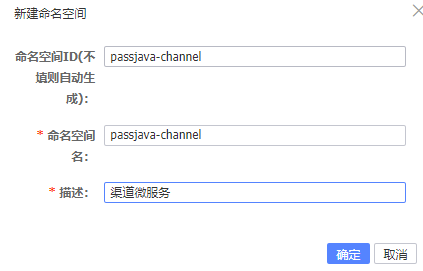 新建命名空间
命名空间ID(不
填则自动生
成)：
passjava-channel
* 命名空间
名：
passjava-channel
* 描述：
渠道微服务
确定
取消